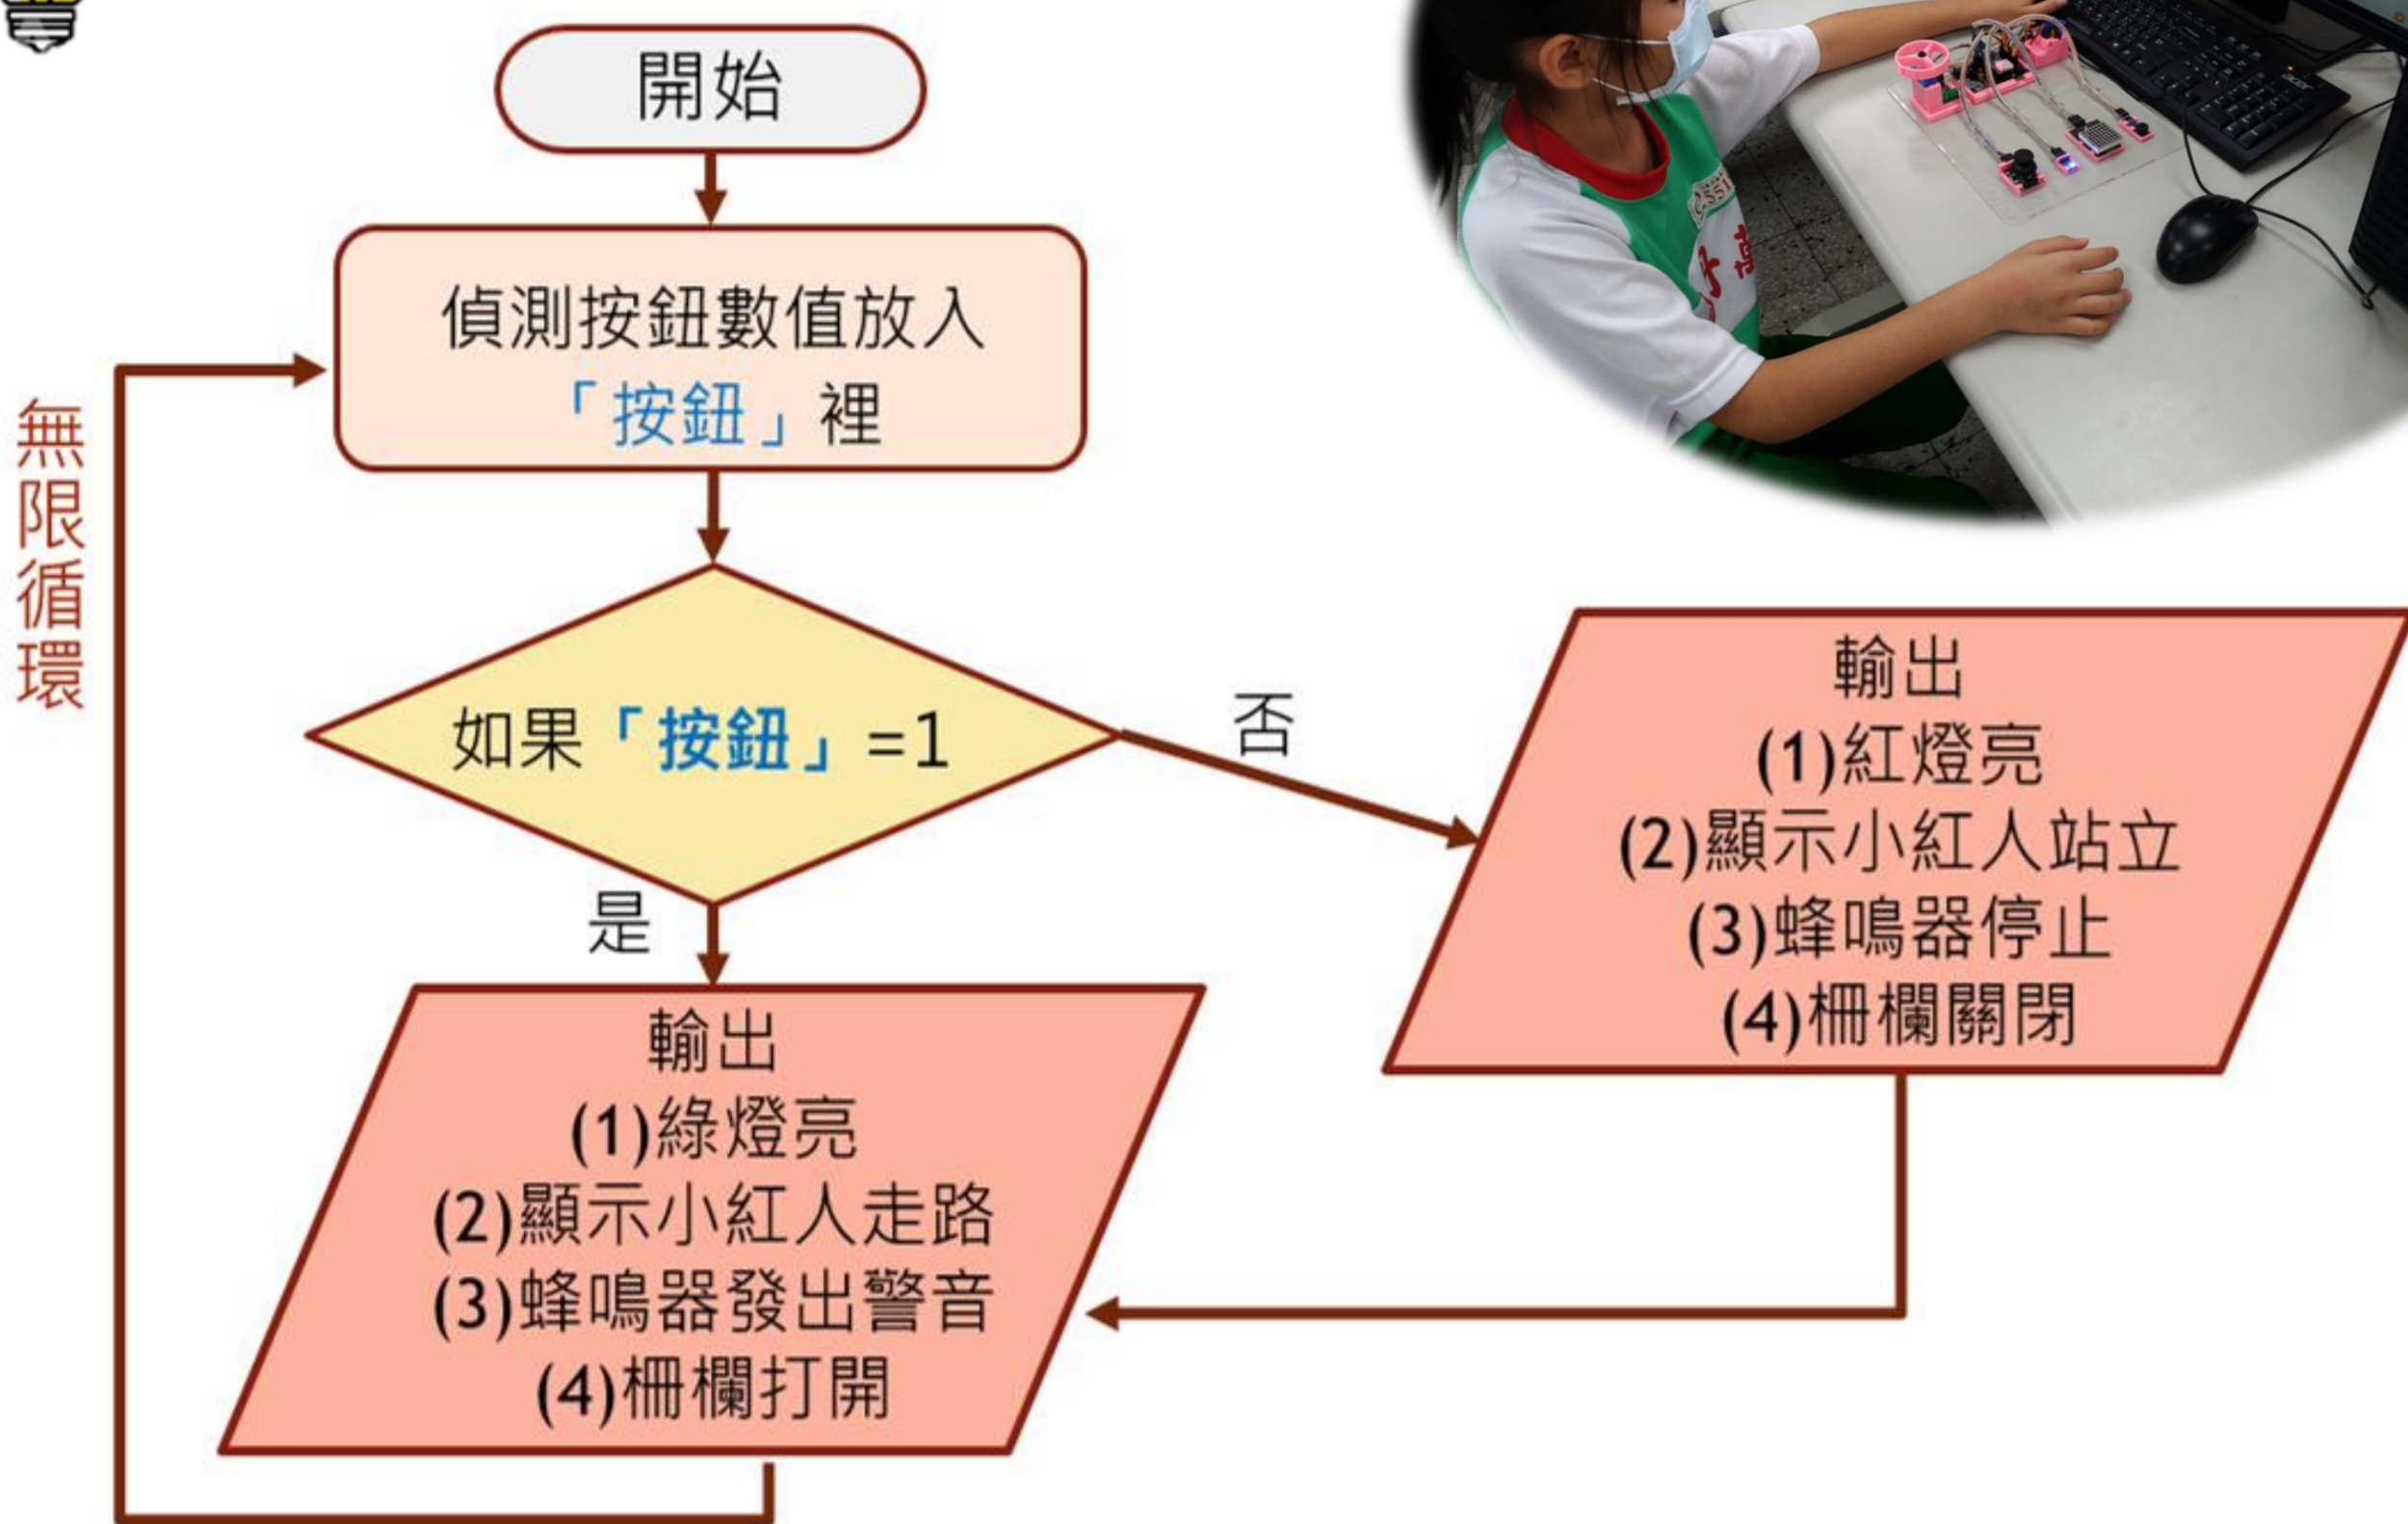 開始
偵測按鈕數值放入
「按鈕」裡
無限循環
如果「按鈕」=1
否
是
輸出
(1)紅燈亮
(2)顯示小紅人站立
(3)蜂鳴器停止
(4)柵欄關閉
輸出
(1)綠燈亮
(2)顯示小紅人走路
(3)蜂鳴器發出警音
(4)柵欄打開
acer